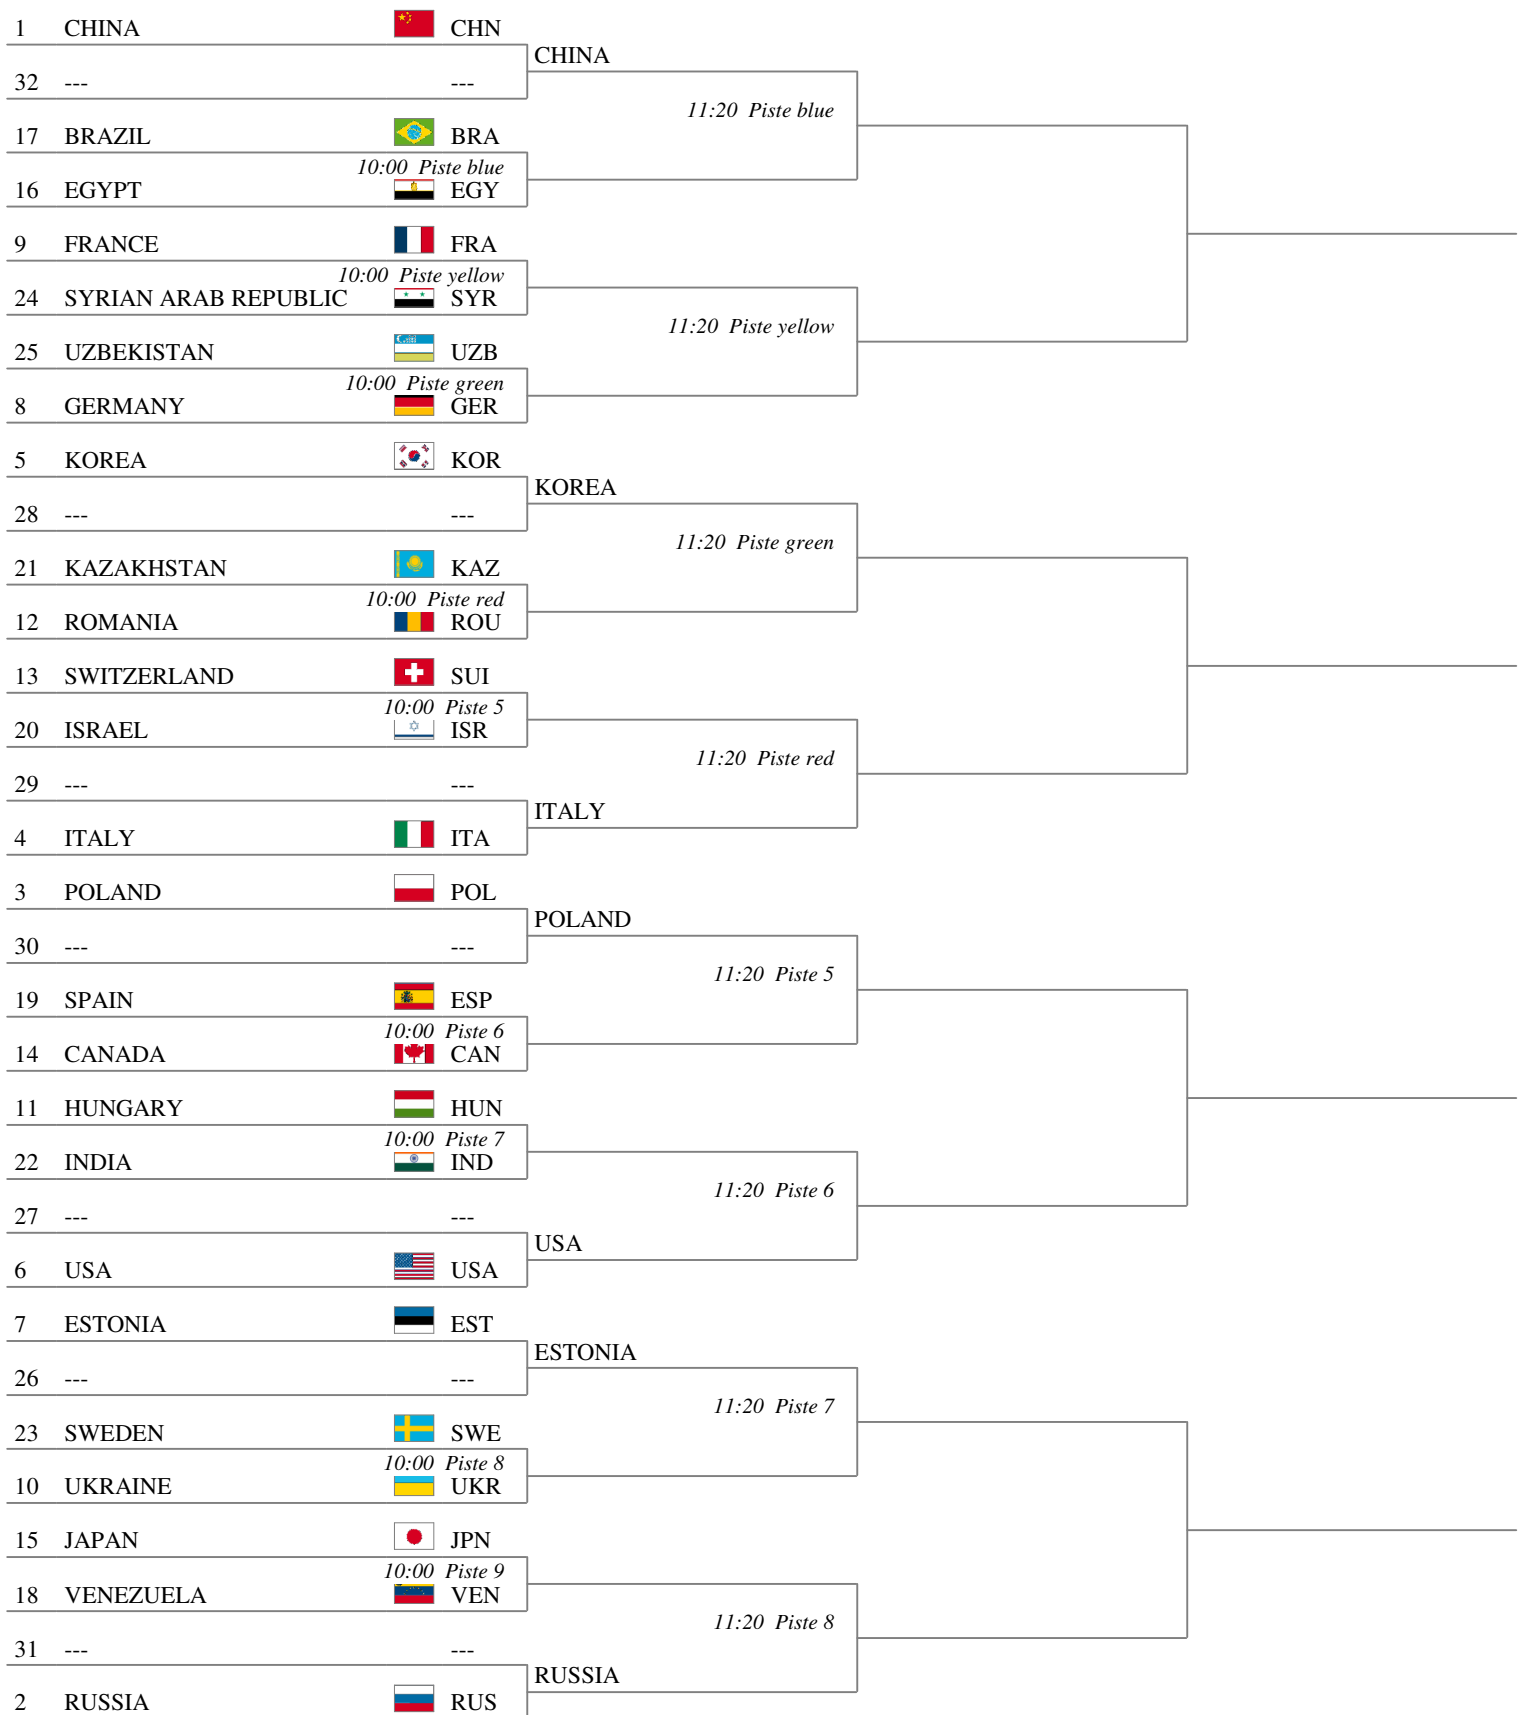 1 CHINA CHN
CHINA
32 --- ---
11:20 Piste blue
17 BRAZIL BRA
10:00 Piste blue
16 EGYPT EGY
9 FRANCE FRA
10:00 Piste yellow
24 SYRIAN ARAB REPUBLIC SYR
11:20 Piste yellow
25 UZBEKISTAN UZB
10:00 Piste green
8 GERMANY GER
5 KOREA KOR
KOREA
28 --- ---
11:20 Piste green
21 KAZAKHSTAN KAZ
10:00 Piste red
12 ROMANIA ROU
13 SWITZERLAND SUI
10:00 Piste 5
20 ISRAEL ISR
11:20 Piste red
29 --- ---
ITALY
4 ITALY ITA
3 POLAND POL
POLAND
30 --- ---
11:20 Piste 5
19 SPAIN ESP
10:00 Piste 6
14 CANADA CAN
11 HUNGARY HUN
10:00 Piste 7
22 INDIA IND
11:20 Piste 6
27 --- ---
USA
6 USA USA
7 ESTONIA EST
ESTONIA
26 --- ---
11:20 Piste 7
23 SWEDEN SWE
10:00 Piste 8
10 UKRAINE UKR
15 JAPAN JPN
10:00 Piste 9
18 VENEZUELA VEN
11:20 Piste 8
31 --- ---
RUSSIA
2 RUSSIA RUS